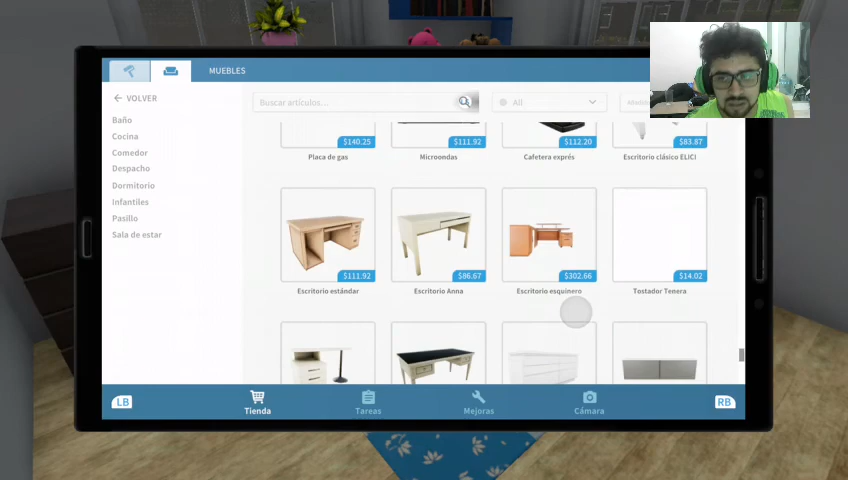 MUEBLES
VOLVER
Buscar artículos...
All
Baño
Cocina
Comedor
Despacho
Dormitorio
Infantiles
Pasillo
Sala de estar
$140.25
$111.92
$112.20
$83.87
Placa de gas
Microondas
Cafetera exprés
Escritorio clásico ELICI
$111.92
$86.67
$302.66
$14.02
Escritorio estándar
Escritorio Anna
Escritorio esquinero
Tostador Tenera
LB
Tienda
Tareas
Mejoras
Cámara
RB